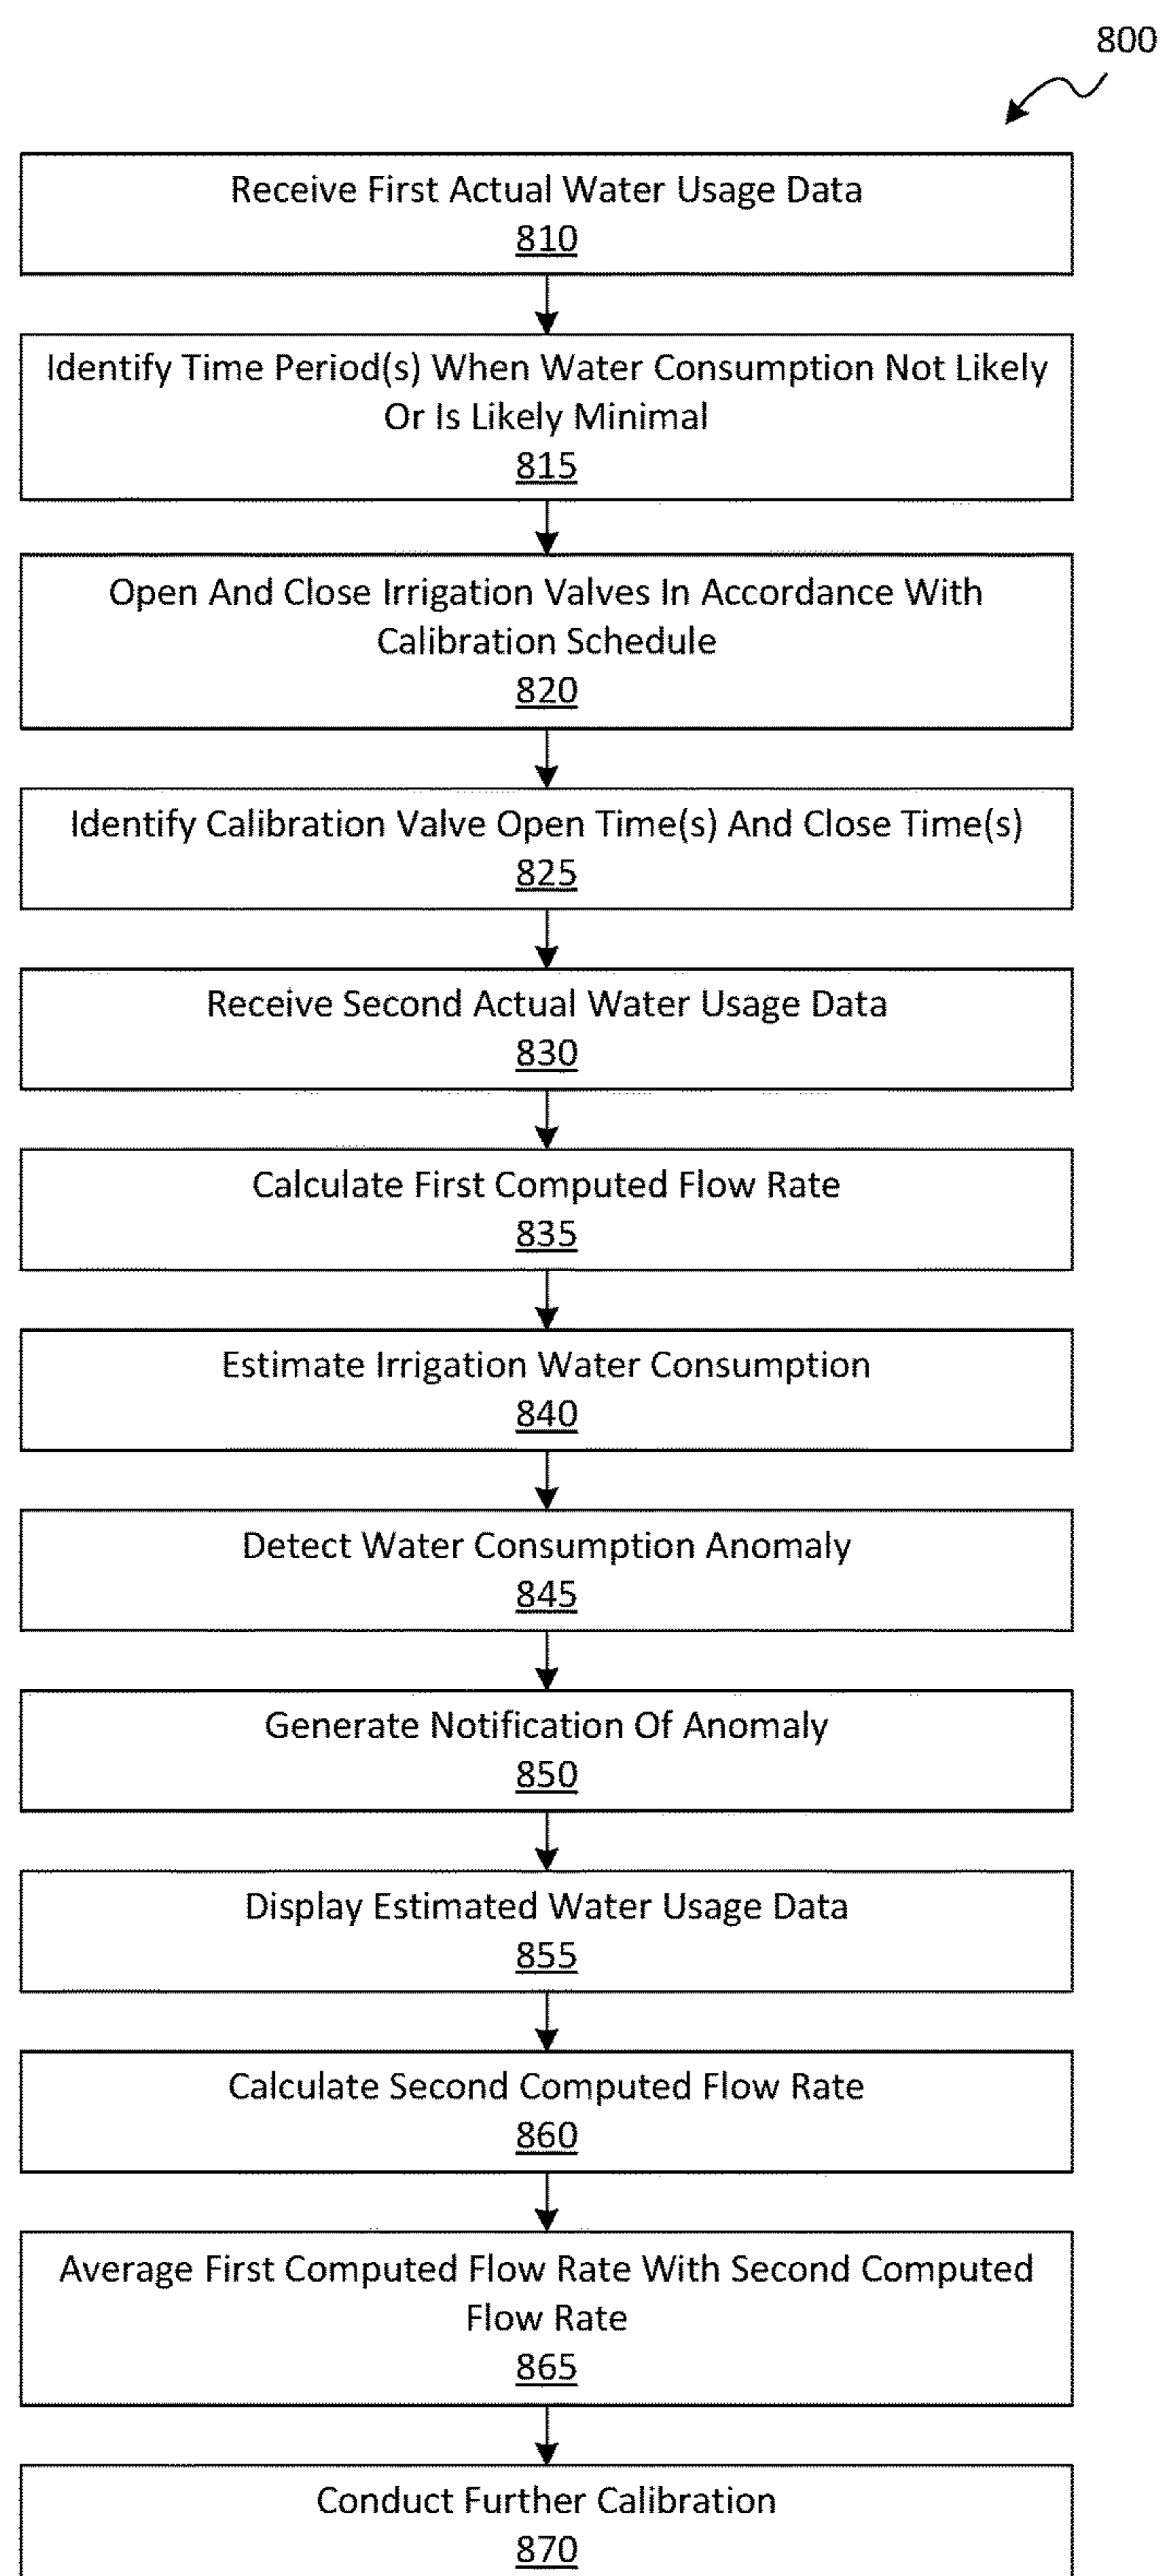 800
Receive First Actual Water Usage Data
810
Identify Time Period(s) When Water Consumption Not Likely
Or Is Likely Minimal
815
Open And Close Irrigation Valves In Accordance With
Calibration Schedule
820
Identify Calibration Valve Open Time(s) And Close Time(s)
825
Receive Second Actual Water Usage Data
830
Calculate First Computed Flow Rate
835
Estimate Irrigation Water Consumption
840
Detect Water Consumption Anomaly
845
Generate Notification Of Anomaly
850
Display Estimated Water Usage Data
855
Calculate Second Computed Flow Rate
860
Average First Computed Flow Rate With Second Computed
Flow Rate
865
Conduct Further Calibration
870